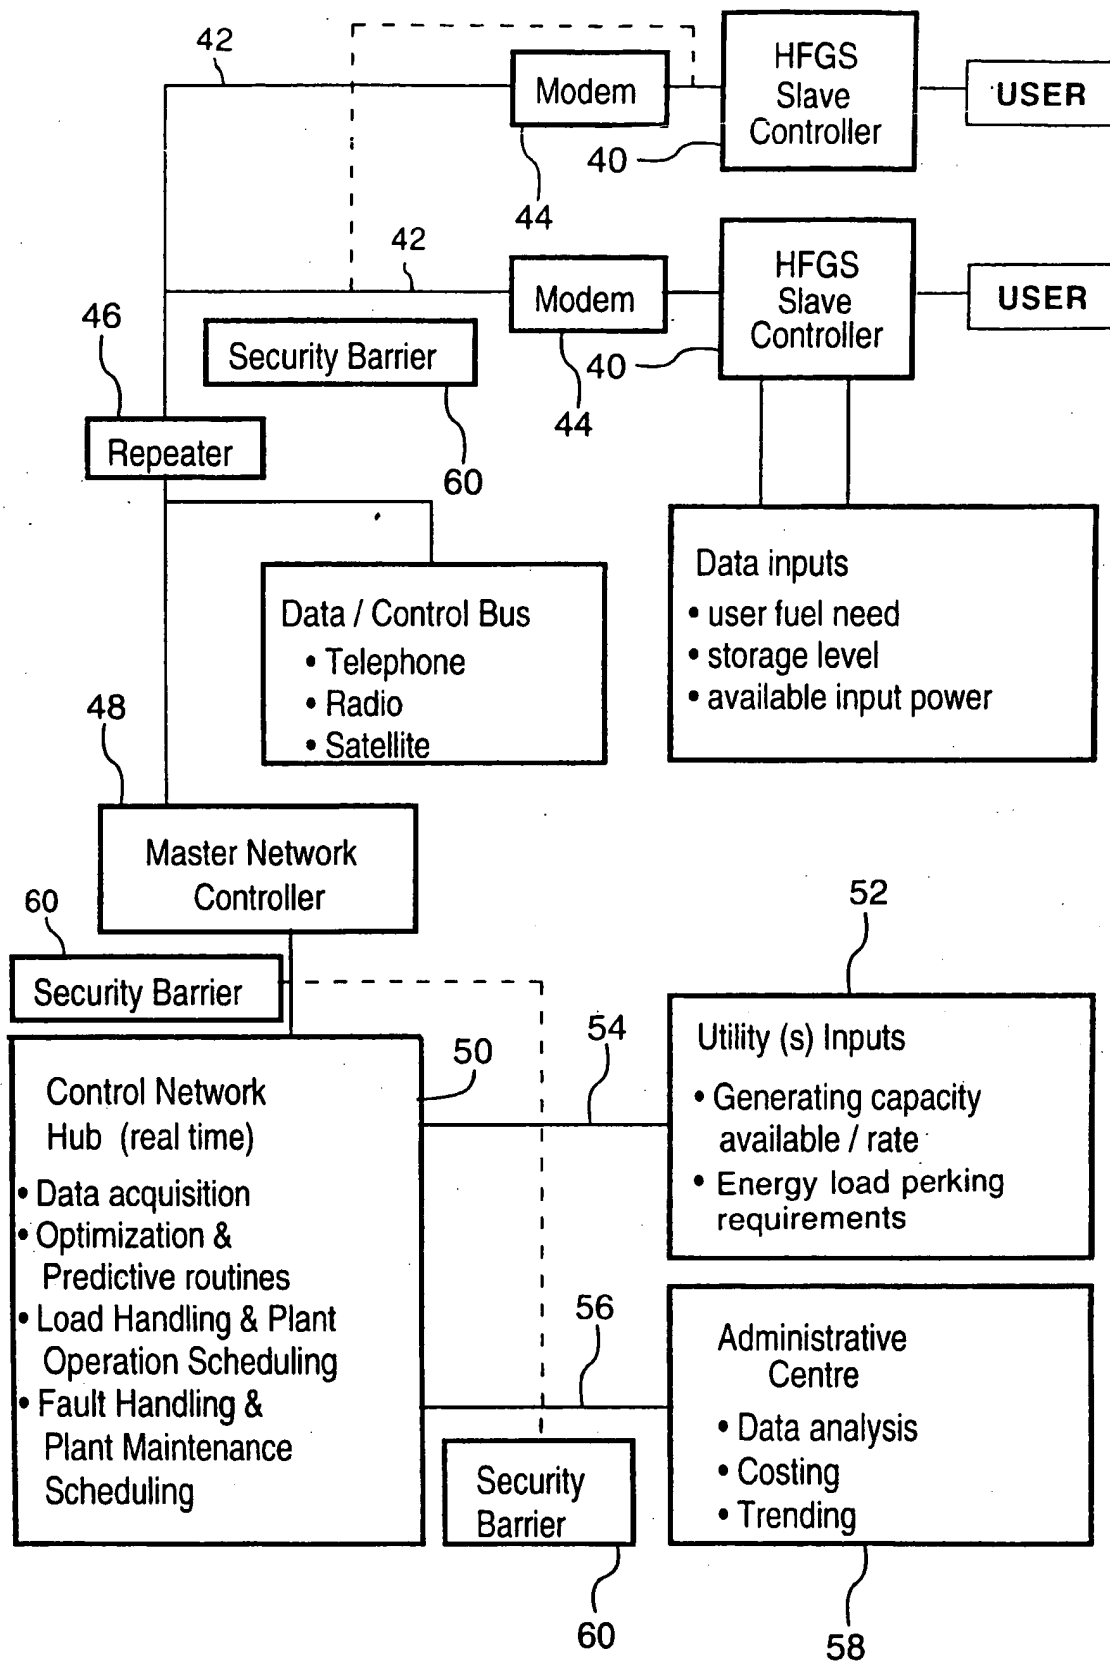 42
Modem
HFGS
Slave
Controller
USER
40
44
42
Modem
HFGS
Slave
Controller
USER
40
44
46
Security Barrier
60
Repeater
Data / Control Bus
• Telephone
• Radio
• Satellite
Data inputs
• user fuel need
• storage level
• available input power
48
Master Network
Controller
60
Security Barrier
50
Control Network
Hub (real time)
• Data acquisition
• Optimization &
Predictive routines
• Load Handling & Plant
Operation Scheduling
• Fault Handling &
Plant Maintenance
Scheduling
52
54
Utility (s) Inputs
• Generating capacity
available / rate
• Energy load perking
requirements
56
Administrative
Centre
• Data analysis
• Costing
• Trending
Security
Barrier
60
58